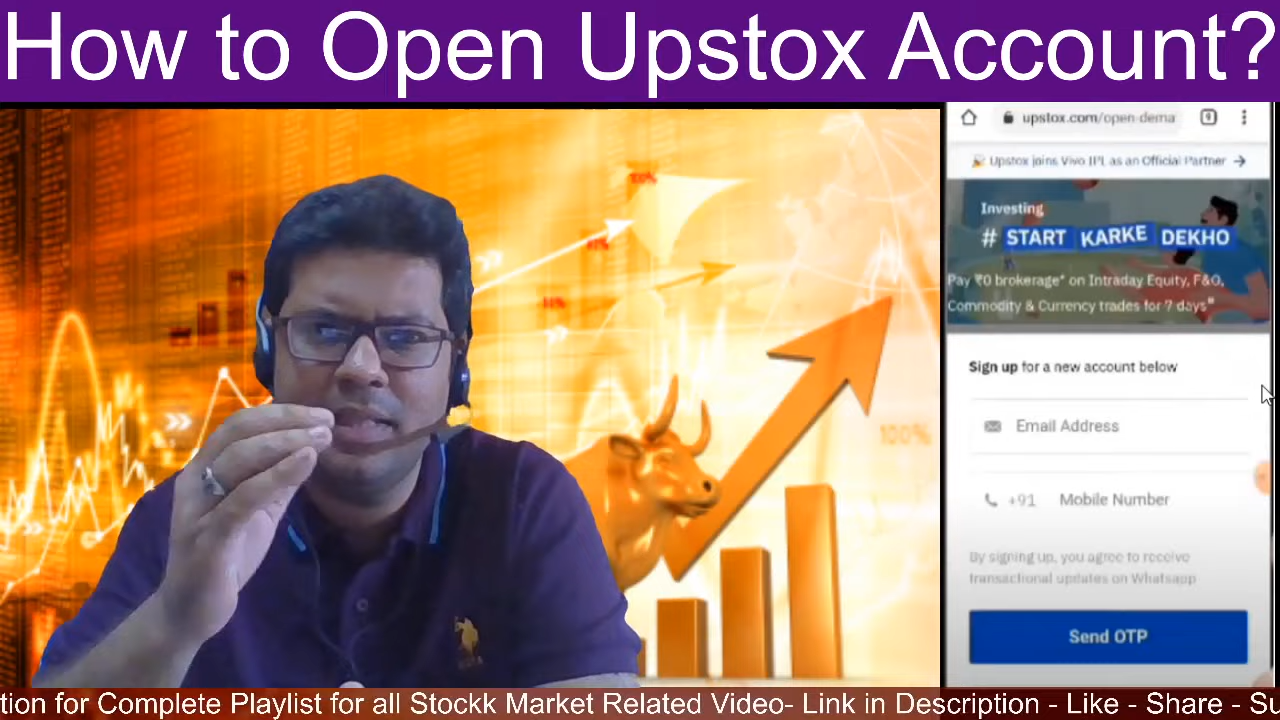 How to Open Upstox Account?
upstox.com/open-dema
Upstox joins Vivo IPL as an Official Partner →
Investing
# START KARKE DEKHO
Pay ₹0 brokerage* on Intraday Equity, F&O,
Commodity & Currency trades for 7 days*
Sign up for a new account below
Email Address
+91 Mobile Number
By signing up, you agree to receive
transactional updates on Whatsapp
Send OTP
100%
tion for Complete Playlist for all Stockk Market Related Video- Link in Description - Like - Share - Su